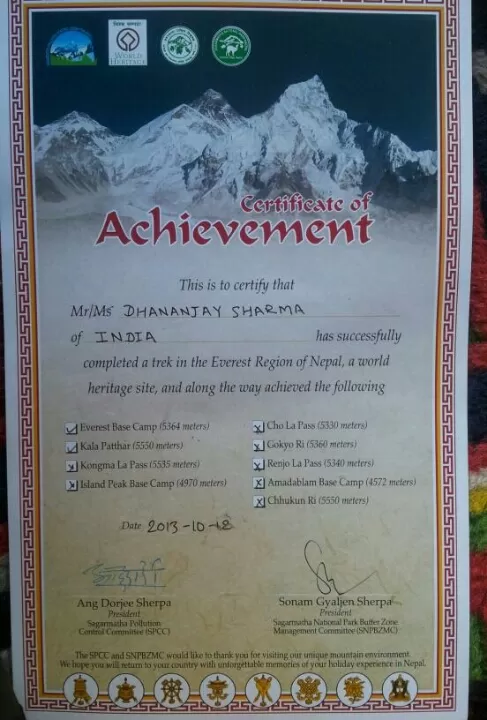 WORLD
HERITAGE
Certificate of
Achievement
This is to certify that
Mr/Ms DHANANJAY SHARMA
of INDIA has successfully
completed a trek in the Everest Region of Nepal, a world
heritage site, and along the way achieved the following
Everest Base Camp (5364 meters)
Kala Patthar (5550 meters)
Kongma La Pass (5535 meters)
Island Peak Base Camp (4970 meters)
Cho La Pass (5330 meters)
Gokyo Ri (5360 meters)
Renjo La Pass (5340 meters)
Amadablam Base Camp (4572 meters)
Chhukun Ri (5550 meters)
Date 2013-10-18
Ang Dorjee Sherpa
President
Sagarmatha Pollution
Control Committee (SPCC)
Sonam Gyaljen Sherpa
President
Sagarmatha National Park Buffer Zone
Management Committee (SNPBZMC)
The SPCC and SNPBZMC would like to thank you for visiting our unique mountain environment.
We hope you will return to your country with unforgettable memories of your holiday experience in Nepal.